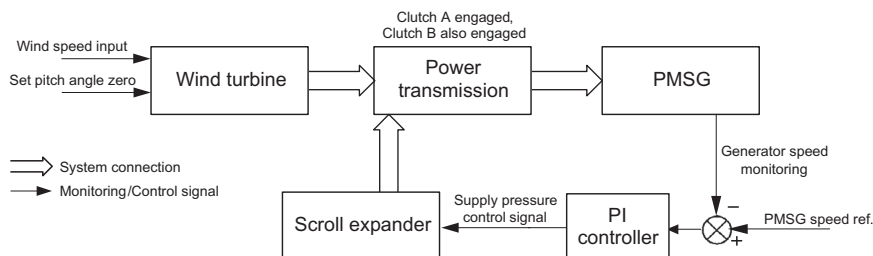 Clutch A engaged,
Clutch B also engaged
Wind speed input
Set pitch angle zero
Wind turbine
Power
transmission
PMSG
System connection
Monitoring/Control signal
Generator speed
monitoring
Scroll expander
Supply pressure
control signal
PI
controller
−
+
PMSG speed ref.